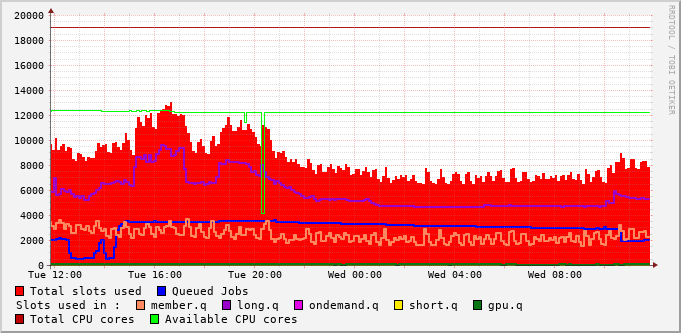 20000
18000
16000
14000
12000
10000
8000
6000
4000
2000
0
Tue 12:00 Tue 16:00 Tue 20:00 Wed 00:00 Wed 04:00 Wed 08:00
RRDTOOL / TOBI OETIKER
Total slots used Queued Jobs
Slots used in : member.q long.q ondemand.q short.q gpu.q
Total CPU cores Available CPU cores